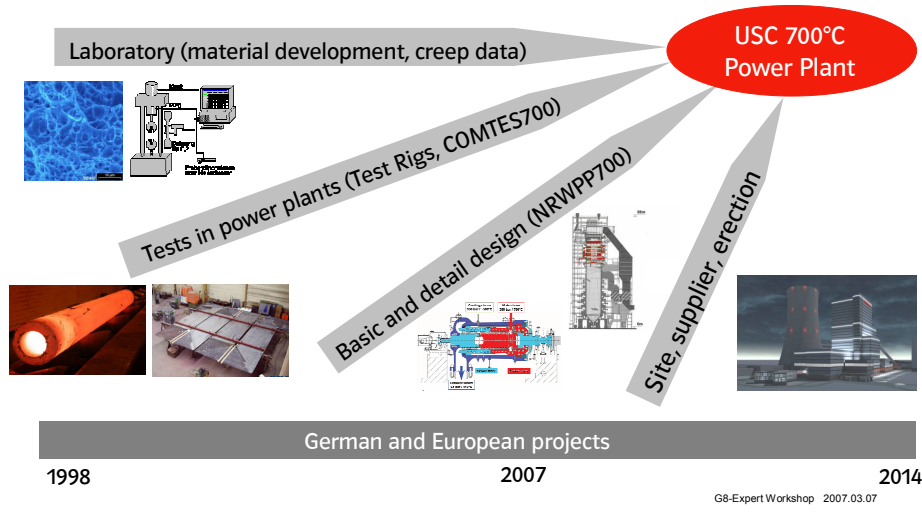 Laboratory (material development, creep data)
USC 700°C
Power Plant
Tests in power plants (Test Rigs, COMTES700)
Basic and detail design (NRWPP700)
Site, supplier, erection
German and European projects
1998
2007
2014
G8-Expert Workshop 2007.03.07